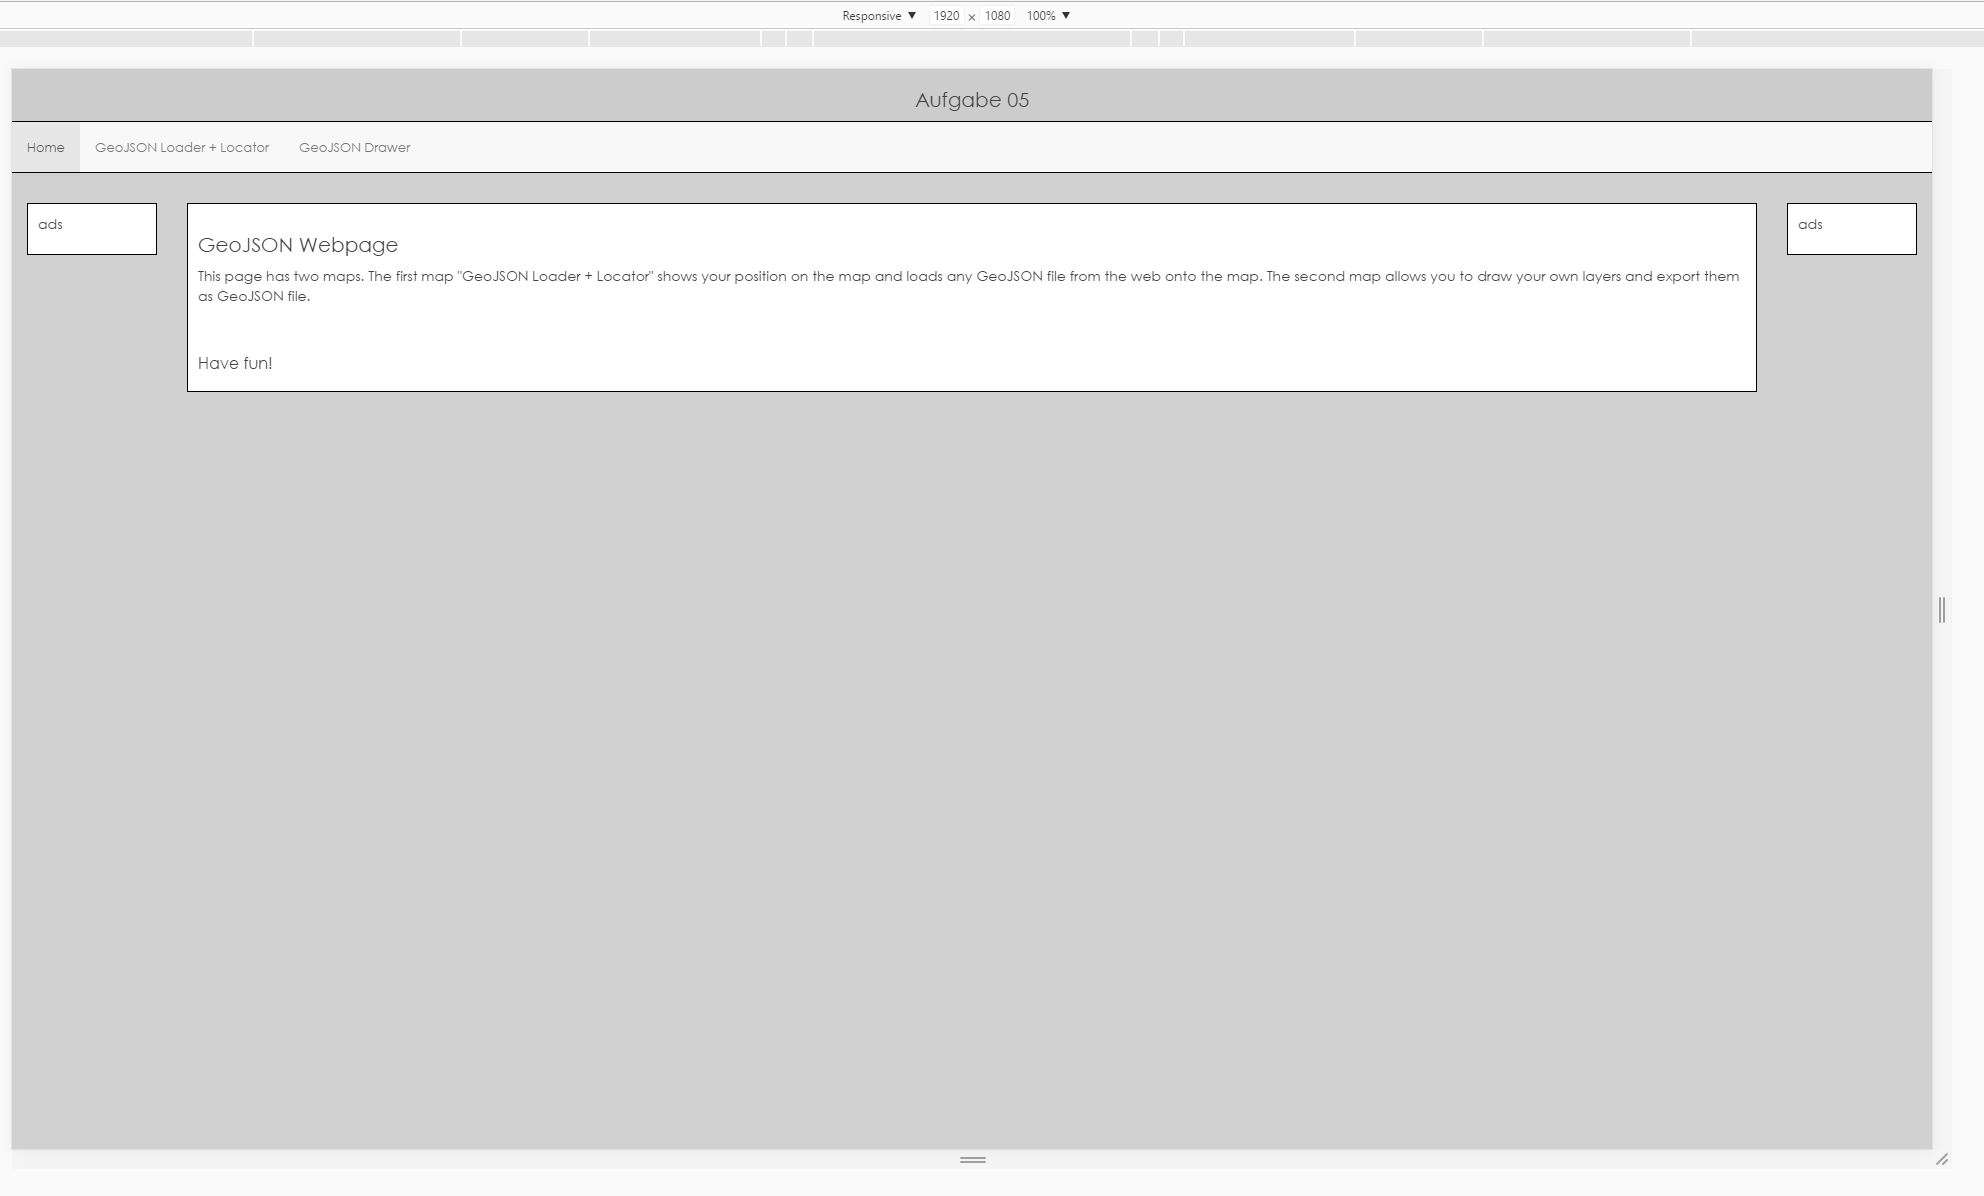 Responsive ▼ 1920 × 1080 100% ▼
Aufgabe 05
Home GeoJSON Loader + Locator GeoJSON Drawer
ads
GeoJSON Webpage
This page has two maps. The first map "GeoJSON Loader + Locator" shows your position on the map and loads any GeoJSON file from the web onto the map. The second map allows you to draw your own layers and export them
as GeoJSON file.
Have fun!
ads